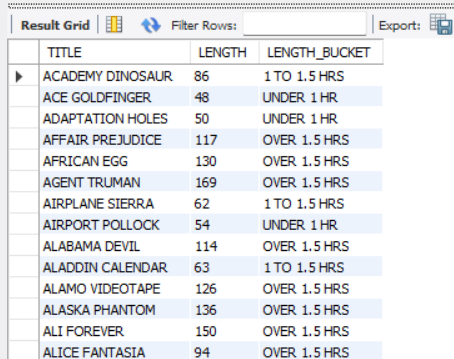 Result Grid Filter Rows: Export:
TITLE LENGTH LENGTH_BUCKET
ACADEMY DINOSAUR 86 1 TO 1.5 HRS
ACE GOLDFINGER 48 UNDER 1 HR
ADAPTATION HOLES 50 UNDER 1 HR
AFFAIR PREJUDICE 117 OVER 1.5 HRS
AFRICAN EGG 130 OVER 1.5 HRS
AGENT TRUMAN 169 OVER 1.5 HRS
AIRPLANE SIERRA 62 1 TO 1.5 HRS
AIRPORT POLLOCK 54 UNDER 1 HR
ALABAMA DEVIL 114 OVER 1.5 HRS
ALADDIN CALENDAR 63 1 TO 1.5 HRS
ALAMO VIDEOTAPE 126 OVER 1.5 HRS
ALASKA PHANTOM 136 OVER 1.5 HRS
ALI FOREVER 150 OVER 1.5 HRS
ALICE FANTASIA 94 OVER 1.5 HRS